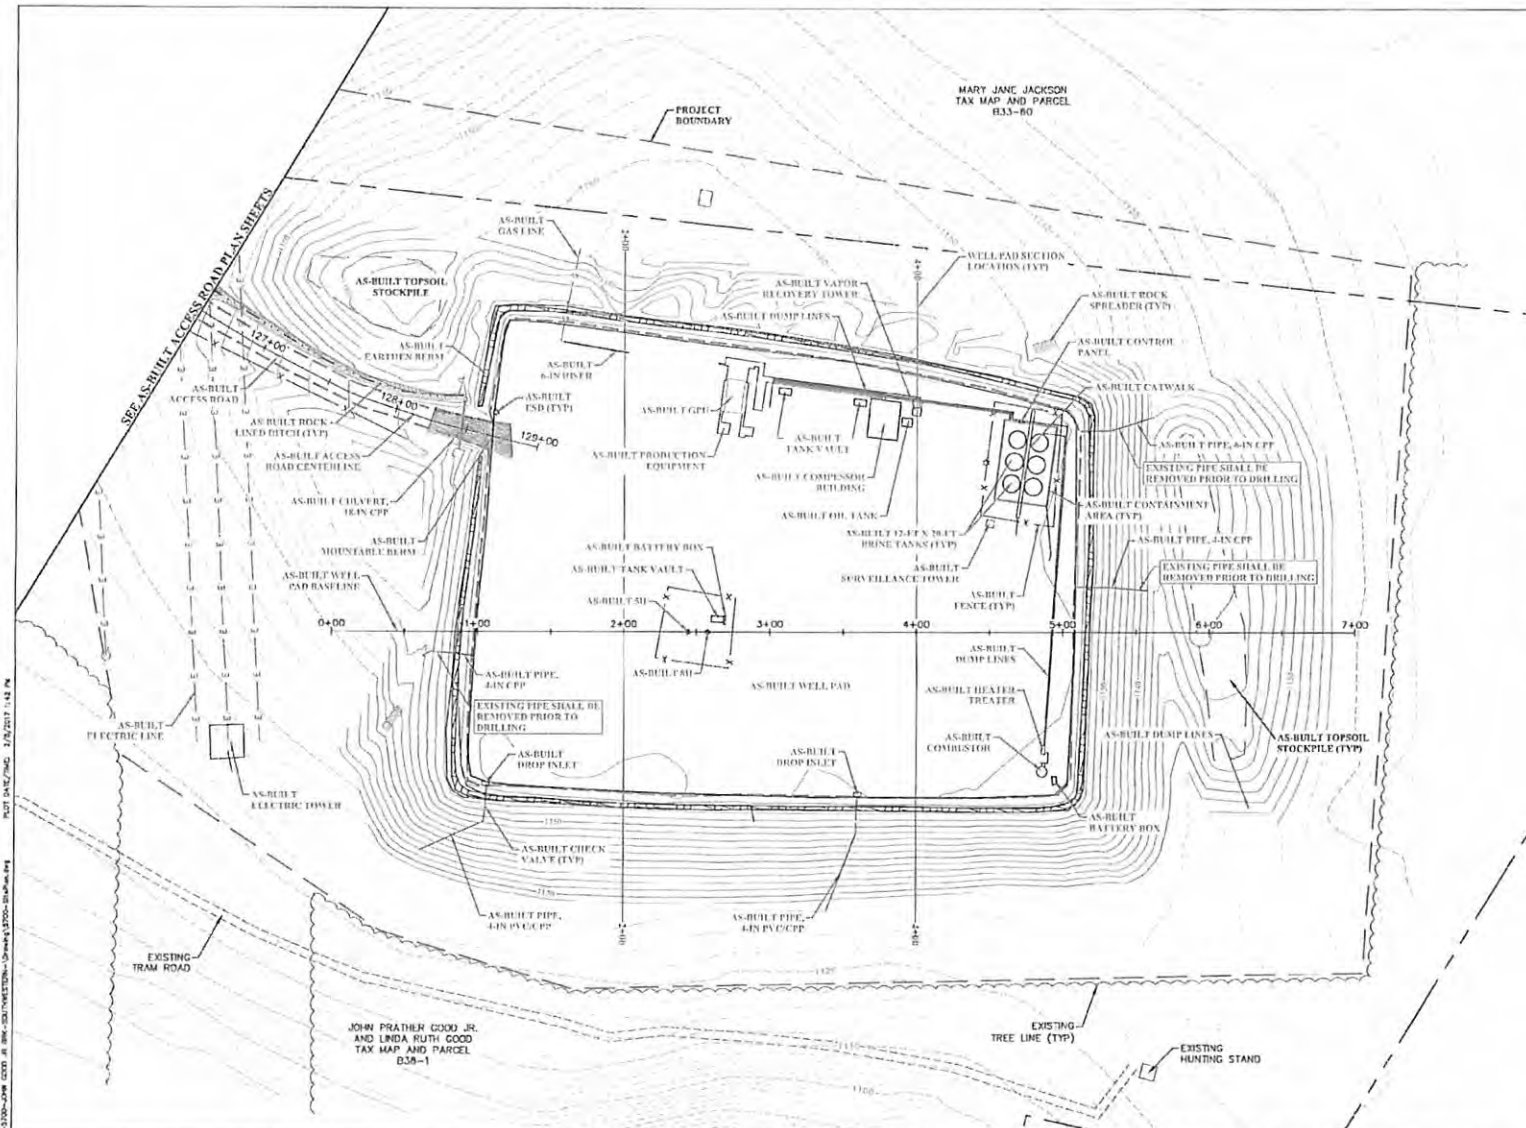 MARY JANE JACKSON
TAX MAP AND PARCEL
B33-80
PROJECT
BOUNDARY
SEE AS-BUILT ACCESS ROAD PLAN SHEETS
AS-BUILT
GAS LINE
2+00
4+00
WELL PAD SECTION
LOCATION (TYP)
AS-BUILT TOPSOIL
STOCKPILE
AS-BUILT VAPOR
RECOVERY TOWER
AS-BUILT ROCK
SPREADER (TYP)
AS-BUILT DUMP LINES
127+00
AS-BUILT
EARTHEN BERM
AS-BUILT
6-IN RISER
AS-BUILT CONTROL
PANEL
AS-BUILT
ACCESS ROAD
128+00
AS-BUILT
ESD (TYP)
AS-BUILT CATWALK
AS-BUILT GPU
AS-BUILT ROCK
LINED DITCH (TYP)
129+00
AS-BUILT
TANK VAULT
AS-BUILT PIPE, 6-IN CPP
AS-BUILT ACCESS
ROAD CENTERLINE
AS-BUILT PRODUCTION
EQUIPMENT
EXISTING PIPE SHALL BE
REMOVED PRIOR TO DRILLING
AS-BUILT COMPESSOR
BUILDING
AS-BUILT CULVERT,
18-IN CPP
AS-BUILT CONTAINMENT
AREA (TYP)
AS-BUILT OIL TANK
AS-BUILT
MOUNTABLE BERM
AS-BUILT 12-FT X 20-FT
BRINE TANKS (TYP)
AS-BUILT PIPE, 4-IN CPP
AS-BUILT BATTERY BOX
AS-BUILT WELL
PAD BASELINE
AS-BUILT TANK VAULT
AS-BUILT
SURVEILLANCE TOWER
EXISTING PIPE SHALL BE
REMOVED PRIOR TO DRILLING
AS-BUILT 5H
AS-BUILT
FENCE (TYP)
0+00
1+00
2+00
3+00
4+00
5+00
6+00
7+00
AS-BUILT
DUMP LINES
AS-BUILT PIPE,
4-IN CPP
AS-BUILT 8H
AS-BUILT WELL PAD
AS-BUILT HEATER
TREATER
EXISTING PIPE SHALL BE
REMOVED PRIOR TO
DRILLING
AS-BUILT
ELECTRIC LINE
AS-BUILT
COMBUSTOR
AS-BUILT DUMP LINES
AS-BUILT TOPSOIL
STOCKPILE (TYP)
AS-BUILT
DROP INLET
AS-BUILT
DROP INLET
AS-BUILT
ELECTRIC TOWER
AS-BUILT
BATTERY BOX
1150
AS-BUILT CHECK
VALVE (TYP)
AS-BUILT PIPE,
4-IN PVC/CPP
AS-BUILT PIPE,
4-IN PVC/CPP
2+00
EXISTING
TRAM ROAD
JOHN PRATHER GOOD JR.
AND LINDA RUTH GOOD
TAX MAP AND PARCEL
B38-1
EXISTING
TREE LINE (TYP)
EXISTING
HUNTING STAND
1110
1100